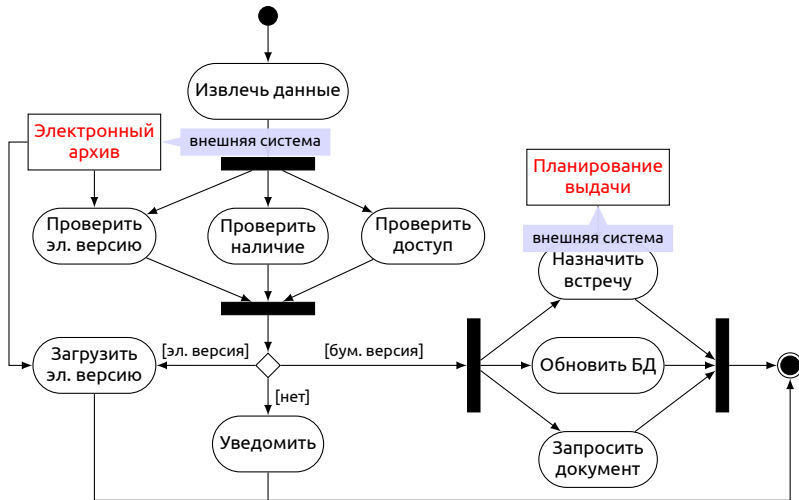 Извлечь данные
Электронный
архив
внешняя система
Планирование
выдачи
Проверить
эл. версию
Проверить
наличие
Проверить
доступ
внешняя система
Назначить
встречу
Загрузить
эл. версию
[эл. версия]
[бум. версия]
Обновить БД
[нет]
Уведомить
Запросить
документ